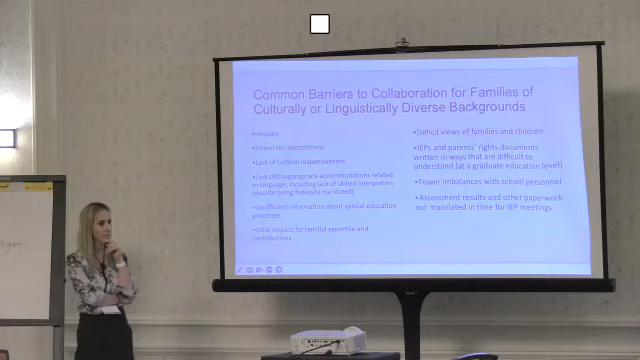 Common Barriers to Collaboration for Families of
Culturally or Linguistically Diverse Backgrounds
•Inequity
•Unrealistic expectations
•Lack of cultural responsiveness
•Lack of/inappropriate accommodations related
to language, including lack of skilled interpreters
(despite being federally mandated)
•Insufficient information about special education
processes
•Little respect for familial expertise and
contributions
•Deficit views of families and children
•IEPs and parents' rights documents
written in ways that are difficult to
understand (at a graduate education level)
•Power imbalances with school personnel
•Assessment results and other paperwork
not translated in time for IEP meetings